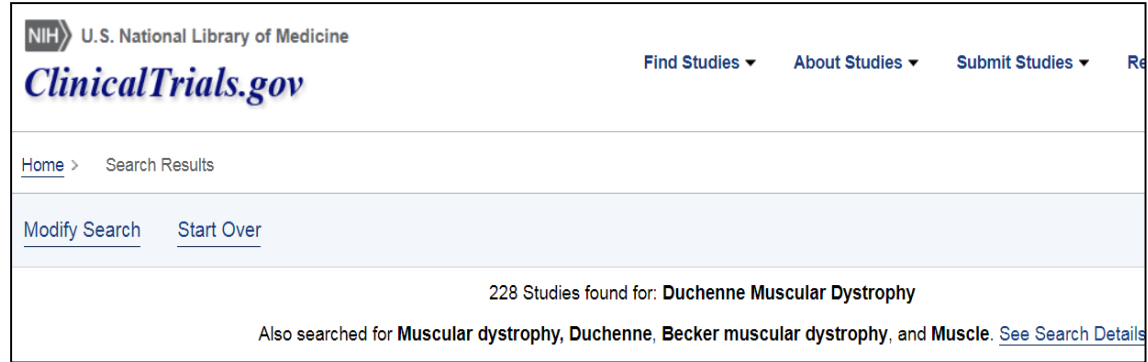 NIH U.S. National Library of Medicine
ClinicalTrials.gov
Find Studies ▾ About Studies ▾ Submit Studies ▾ Re
Home > Search Results
Modify Search Start Over
228 Studies found for: Duchenne Muscular Dystrophy
Also searched for Muscular dystrophy, Duchenne, Becker muscular dystrophy, and Muscle. See Search Details